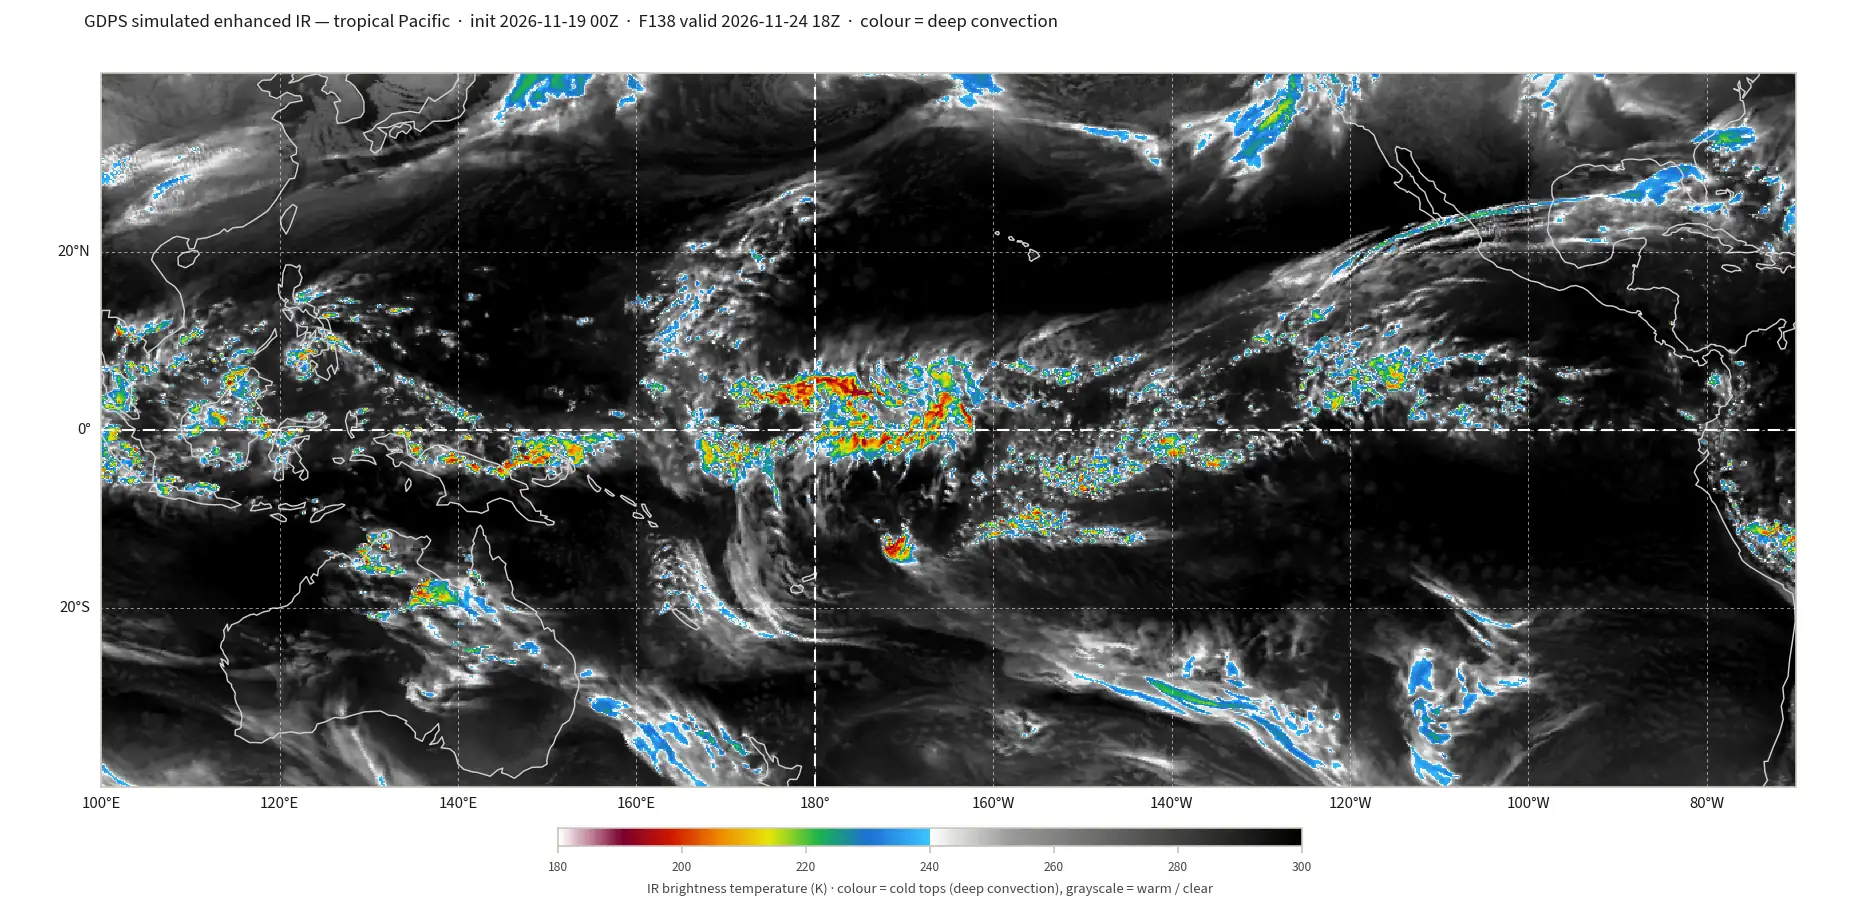 GDPS simulated enhanced IR — tropical Pacific · init 2026-11-19 00Z · F138 valid 2026-11-24 18Z · colour = deep convection
20°N
0°
20°S
100°E 120°E 140°E 160°E 180° 160°W 140°W 120°W 100°W 80°W
180 200 220 240 260 280 300
IR brightness temperature (K) · colour = cold tops (deep convection), grayscale = warm / clear